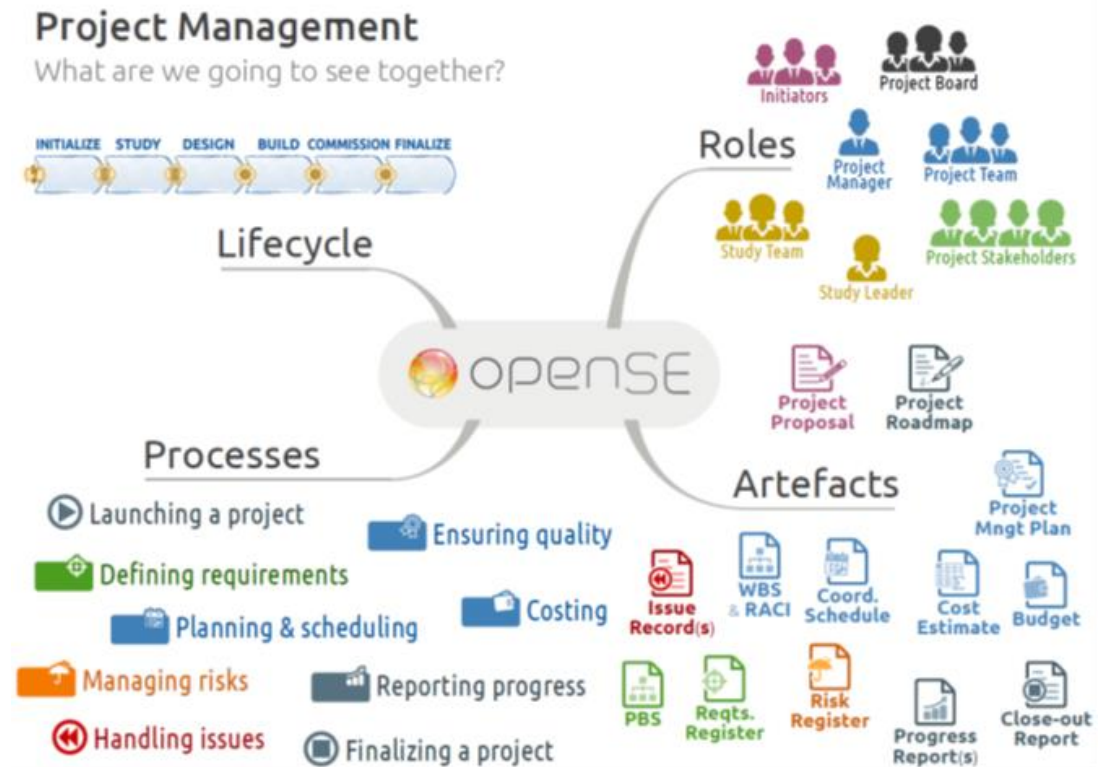 Project Management
What are we going to see together?
INITIALIZE STUDY DESIGN BUILD COMMISSION FINALIZE
Lifecycle
Roles
Initiators
Project Board
Project
Manager
Project Team
Study Team
Study Leader
Project Stakeholders
openSE
Processes
Launching a project
Ensuring quality
Defining requirements
Costing
Planning & scheduling
Managing risks
Reporting progress
Handling issues
Finalizing a project
Artefacts
Project
Proposal
Project
Roadmap
Project
Mngt Plan
Issue
Record(s)
WBS
& RACI
Coord.
Schedule
Cost
Estimate
Budget
PBS
Reqts.
Register
Risk
Register
Progress
Report(s)
Close-out
Report